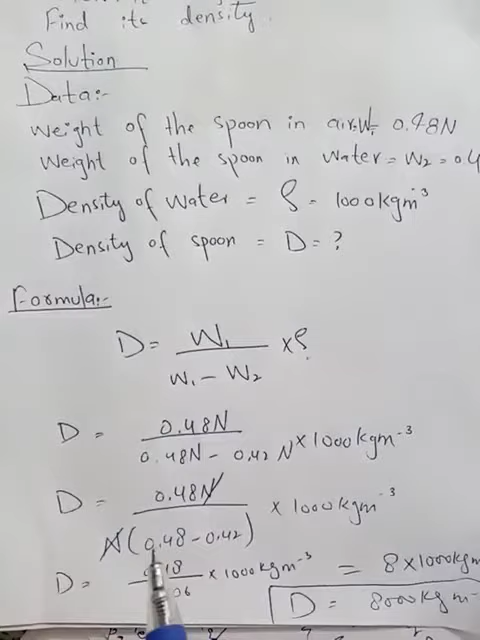 Find its density.
Solution
Data:-
Weight of the spoon in air=W₁ 0.48N
Weight of the spoon in water = W₂ = 0.4
Density of water = ρ = 1000kgm⁻³
Density of spoon = D = ?
Formula:-
D = W₁ / W₁ - W₂ × ρ
D = 0.48N / 0.48N - 0.42 N × 1000kgm⁻³
D = 0.48N / N(0.48 - 0.42) × 1000kgm⁻³
D = 06 × 1000kgm⁻³ = 8 × 1000kgm
D = 8000kgm⁻